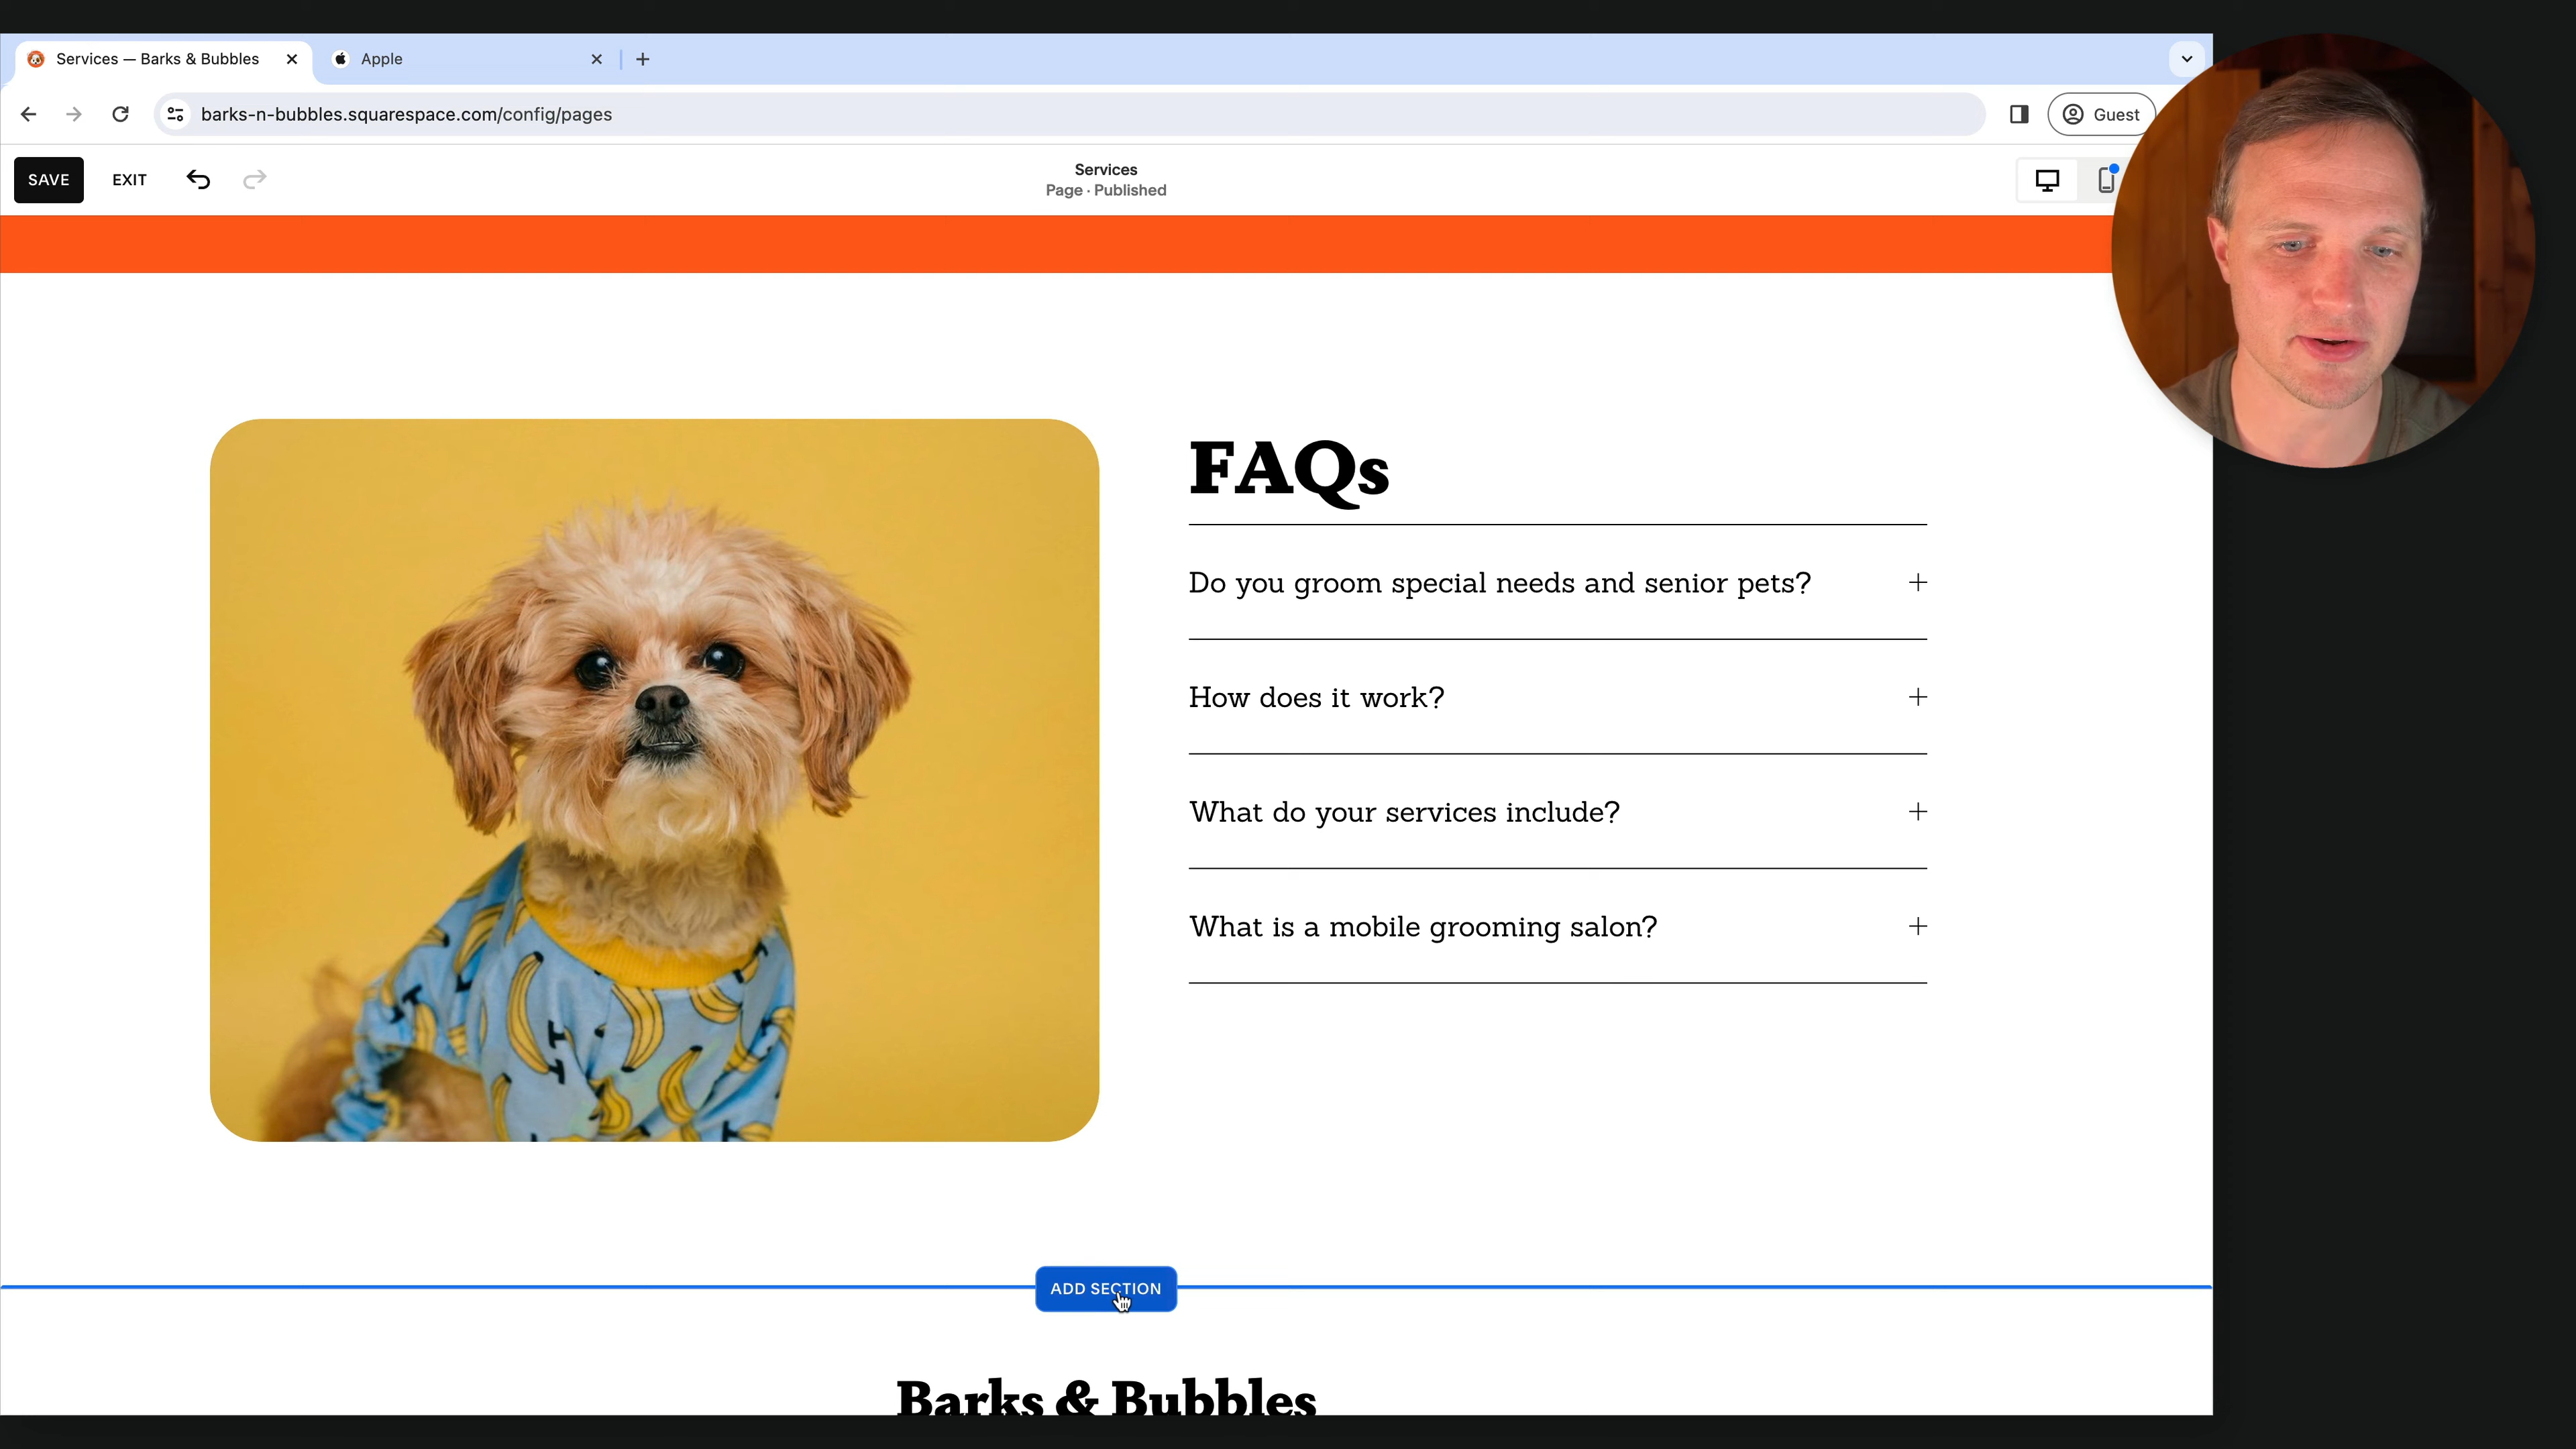 Services — Barks & Bubbles
Apple
barks-n-bubbles.squarespace.com/config/pages
Guest
SAVE
EXIT
Services
Page · Published
FAQs
Do you groom special needs and senior pets?
How does it work?
What do your services include?
What is a mobile grooming salon?
ADD SECTION
Barks & Bubbles